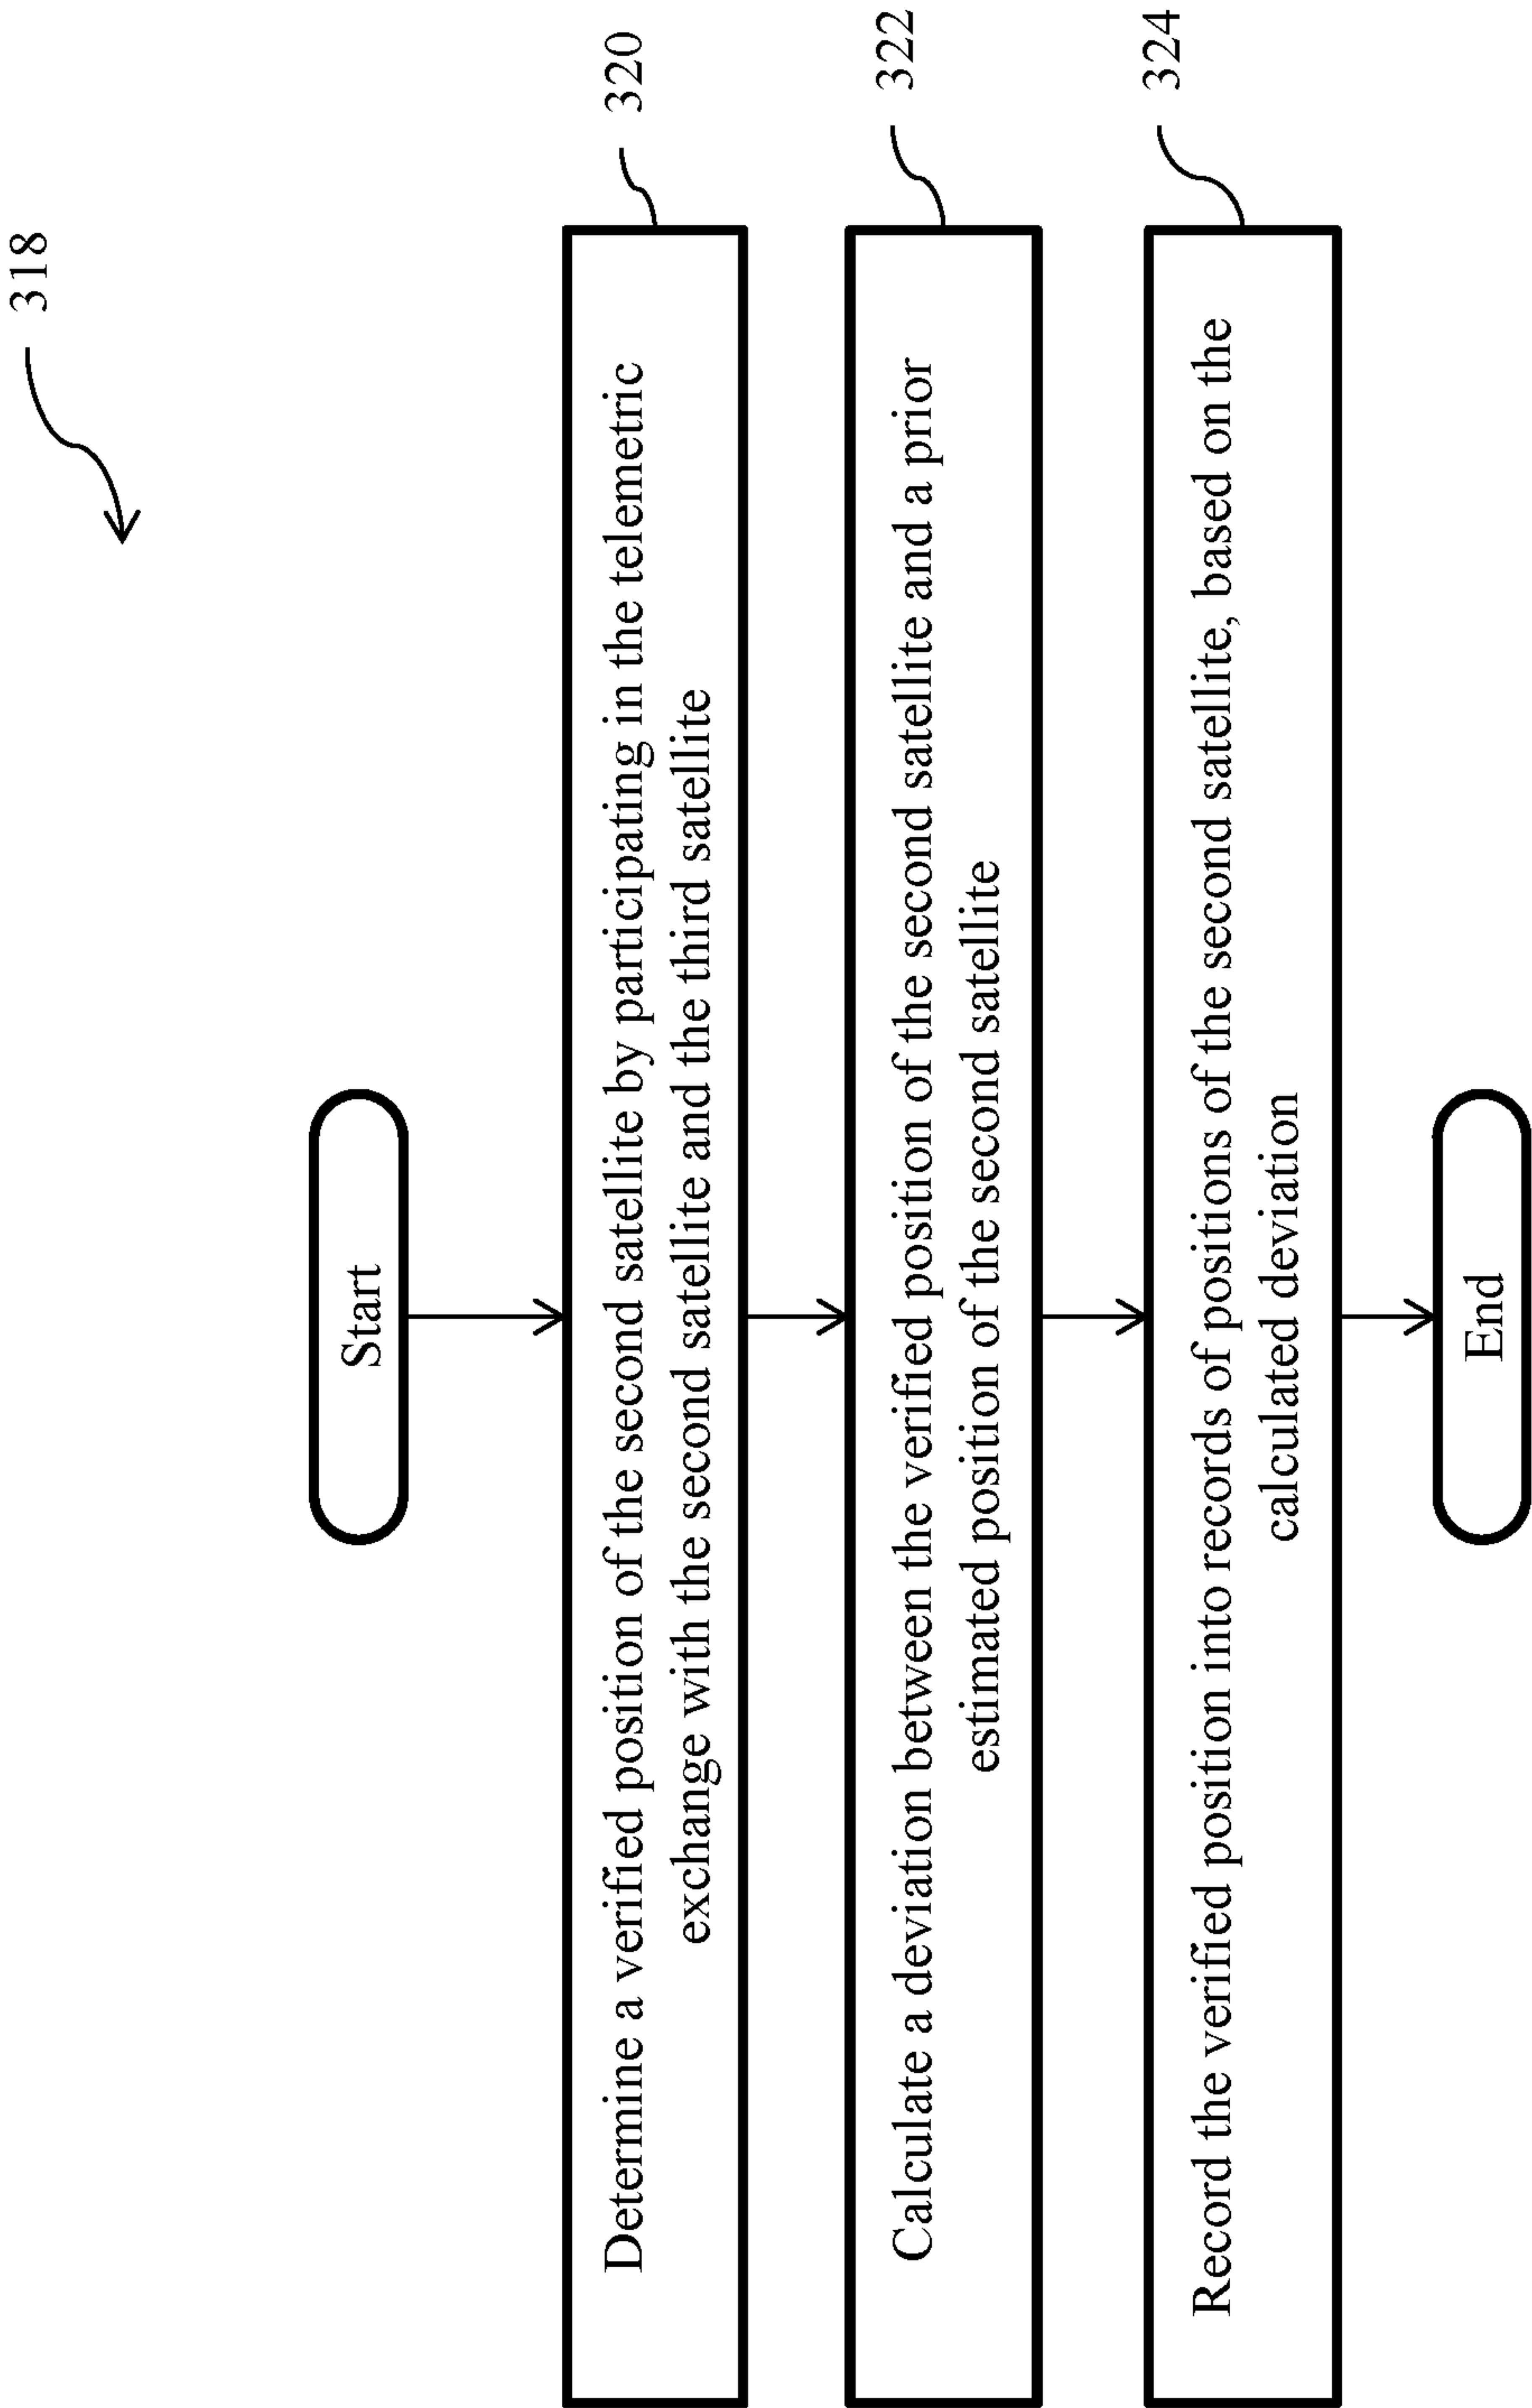 318
Start
Determine a verified position of the second satellite by participating in the telemetric
exchange with the second satellite and the third satellite
320
Calculate a deviation between the verified position of the second satellite and a prior
estimated position of the second satellite
322
Record the verified position into records of positions of the second satellite, based on the
calculated deviation
324
End